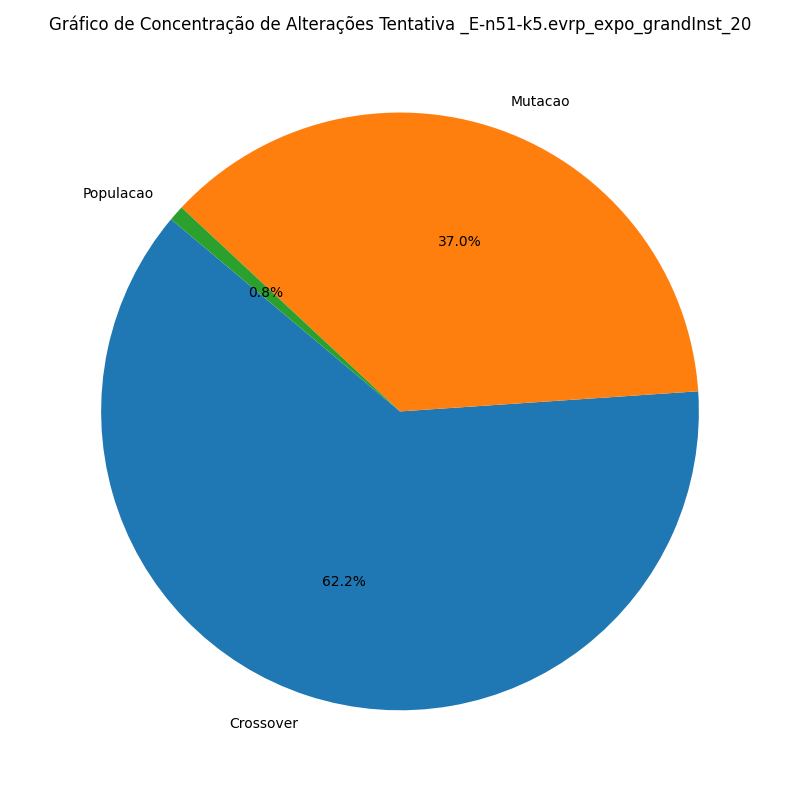 Gráfico de Concentração de Alterações Tentativa _E-n51-k5.evrp_expo_grandInst_20
Mutacao
Populacao
37.0%
0.8%
62.2%
Crossover